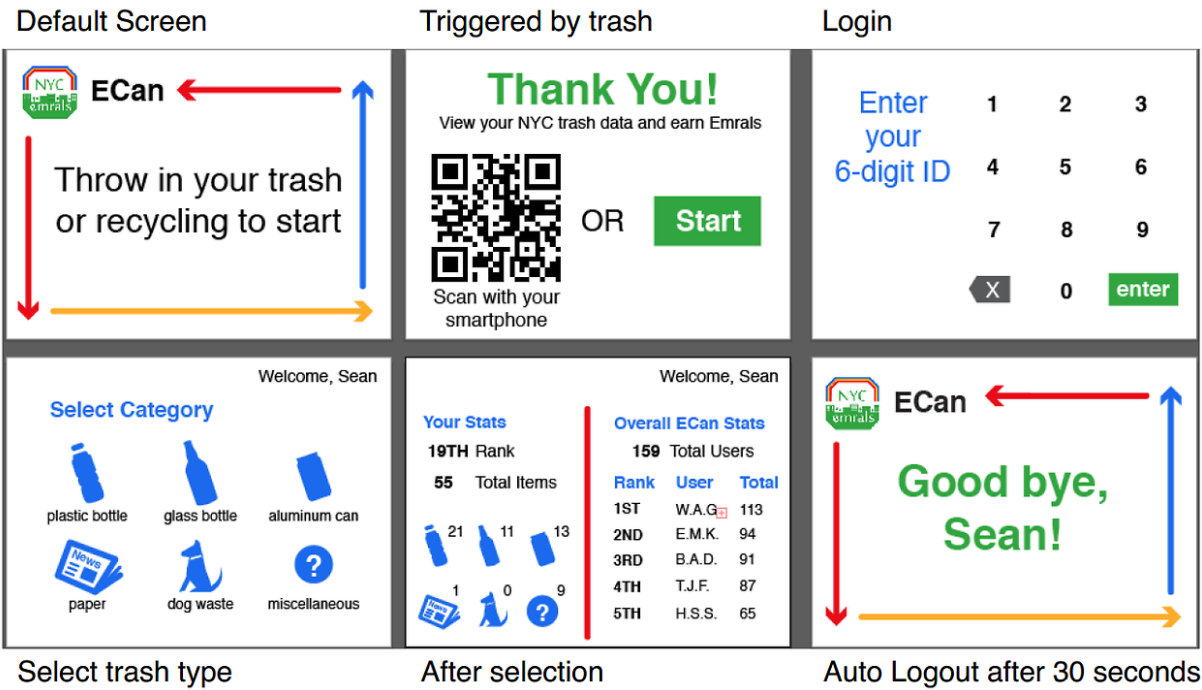 Default Screen
Triggered by trash
Login
NYC
emrals
ECan
Throw in your trash
or recycling to start
Thank You!
View your NYC trash data and earn Emrals
OR
Start
Scan with your
smartphone
Enter
your
6-digit ID
1 2 3
4 5 6
7 8 9
X 0 enter
Welcome, Sean
Select Category
plastic bottle glass bottle aluminum can
News
paper dog waste miscellaneous
?
Welcome, Sean
Your Stats
19TH Rank
55 Total Items
21 11 13
1 0 9
News
?
Overall ECan Stats
159 Total Users
Rank User Total
1ST W.A.G 113
2ND E.M.K. 94
3RD B.A.D. 91
4TH T.J.F. 87
5TH H.S.S. 65
NYC
emrals
ECan
Good bye,
Sean!
Select trash type
After selection
Auto Logout after 30 seconds